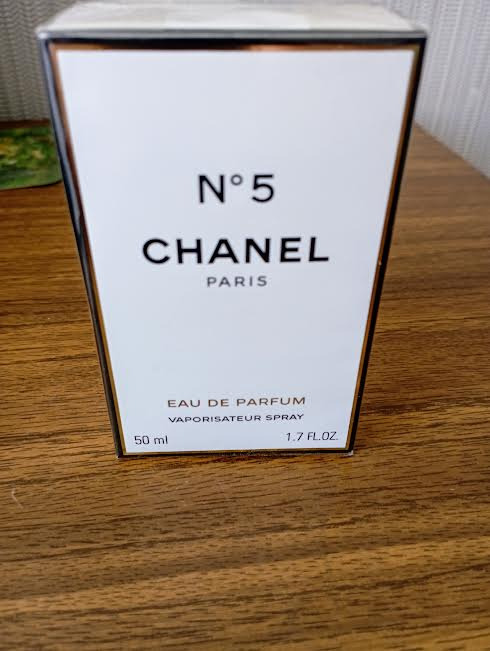 N°5
CHANEL
PARIS
EAU DE PARFUM
VAPORISATEUR SPRAY
50 ml 1.7 FL.OZ.